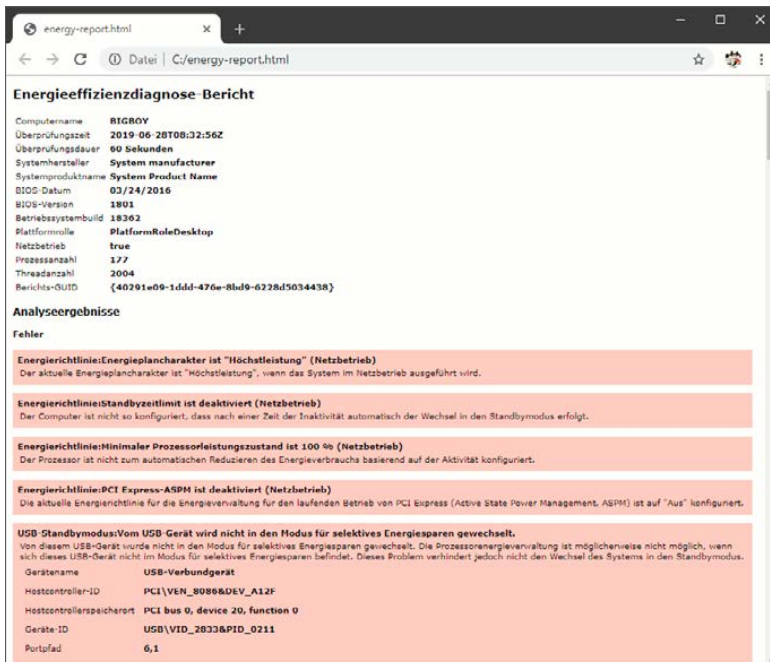 energy-report.html
Datei | C:/energy-report.html
Energieeffizienzdiagnose-Bericht
Computername BIGBOY
Überprüfungszeit 2019-06-28T08:32:56Z
Überprüfungsdauer 60 Sekunden
Systemhersteller System manufacturer
Systemproduktname System Product Name
BIOS-Datum 03/24/2016
BIOS-Version 1801
Betriebssystembuild 18362
Plattformrolle PlatformRoleDesktop
Netzbetrieb true
Prozessanzahl 177
Threadanzahl 2004
Berichts-GUID {40291e09-1ddd-476e-8bd9-6228d5034438}
Analyseergebnisse
Fehler
Energierichtlinie:Energieplancharakter ist "Höchstleistung" (Netzbetrieb)
Der aktuelle Energieplancharakter ist "Höchstleistung", wenn das System im Netzbetrieb ausgeführt wird.
Energierichtlinie:Standbyzeitlimit ist deaktiviert (Netzbetrieb)
Der Computer ist nicht so konfiguriert, dass nach einer Zeit der Inaktivität automatisch der Wechsel in den Standbymodus erfolgt.
Energierichtlinie:Minimaler Prozessorleistungszustand ist 100 % (Netzbetrieb)
Der Prozessor ist nicht zum automatischen Reduzieren des Energieverbrauchs basierend auf der Aktivität konfiguriert.
Energierichtlinie:PCI Express-ASPM ist deaktiviert (Netzbetrieb)
Die aktuelle Energierichtlinie für die Energieverwaltung für den laufenden Betrieb von PCI Express (Active State Power Management, ASPM) ist auf "Aus" konfiguriert.
USB-Standbymodus:Vom USB-Gerät wird nicht in den Modus für selektives Energiesparen gewechselt.
Von diesem USB-Gerät wurde nicht in den Modus für selektives Energiesparen gewechselt. Die Prozessorenergieverwaltung ist möglicherweise nicht möglich, wenn
sich dieses USB-Gerät nicht im Modus für selektives Energiesparen befindet. Dieses Problem verhindert jedoch nicht den Wechsel des Systems in den Standbymodus.
Gerätename USB-Verbundgerät
Hostcontroller-ID PCI\VEN_8086&DEV_A12F
Hostcontrollerspeicherort PCI bus 0, device 20, function 0
Geräte-ID USB\VID_2833&PID_0211
Portpfad 6,1